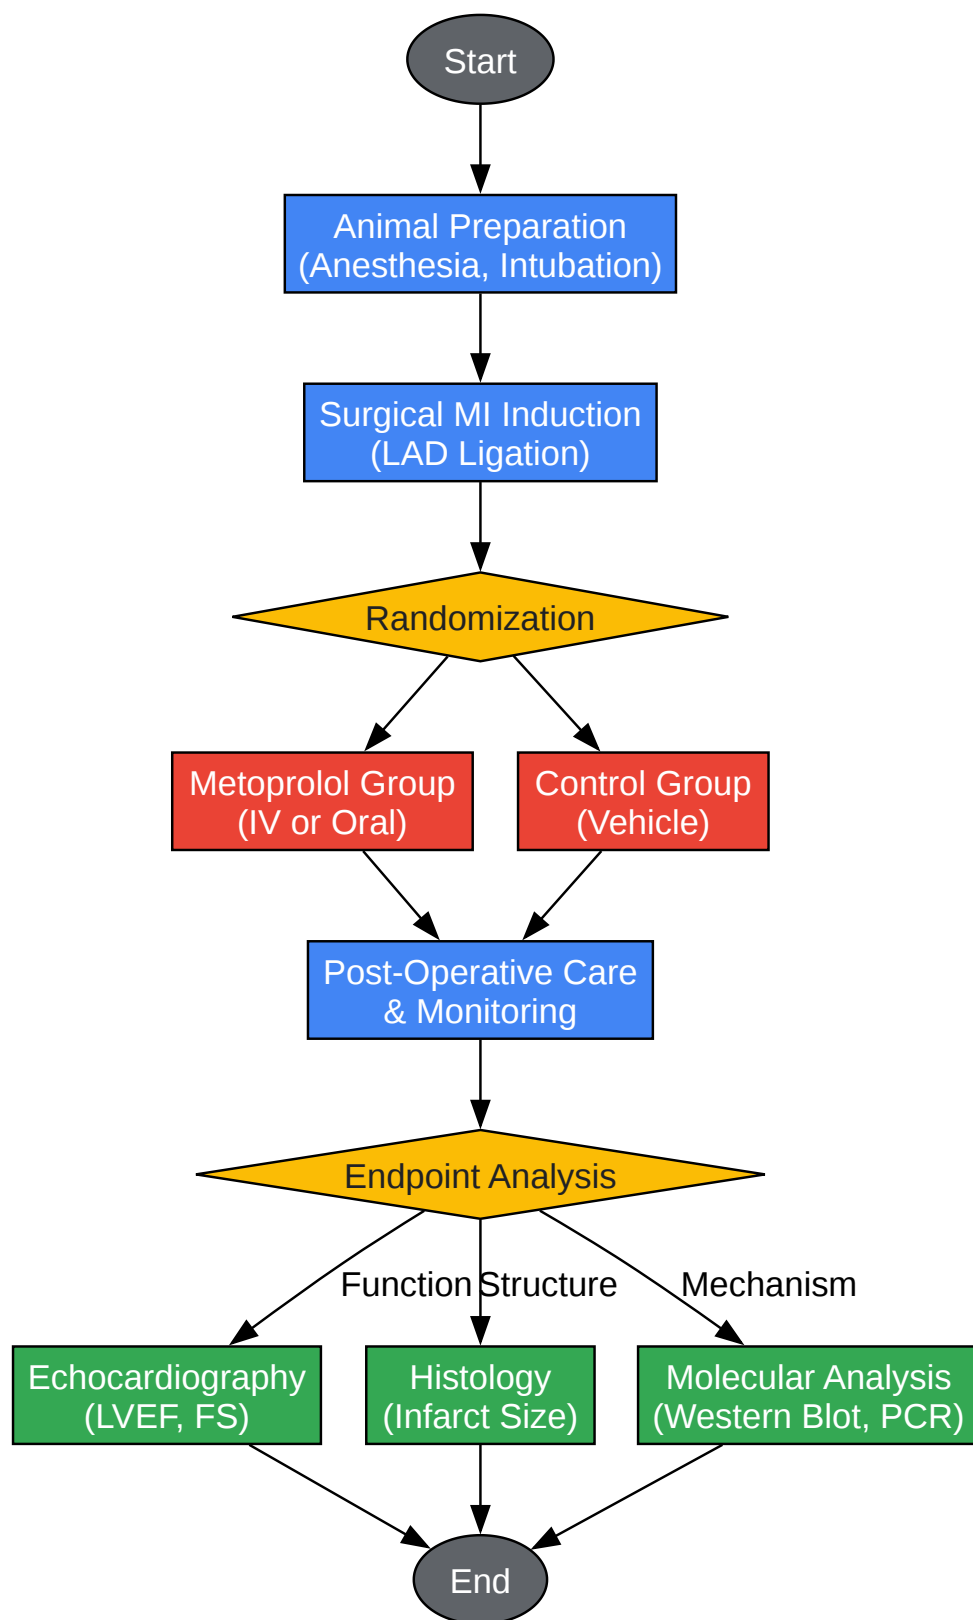 Start
Animal Preparation
(Anesthesia, Intubation)
Surgical MI Induction
(LAD Ligation)
Randomization
Metoprolol Group
(IV or Oral)
Control Group
(Vehicle)
Post-Operative Care
& Monitoring
Endpoint Analysis
Function
Structure
Mechanism
Echocardiography
(LVEF, FS)
Histology
(Infarct Size)
Molecular Analysis
(Western Blot, PCR)
End